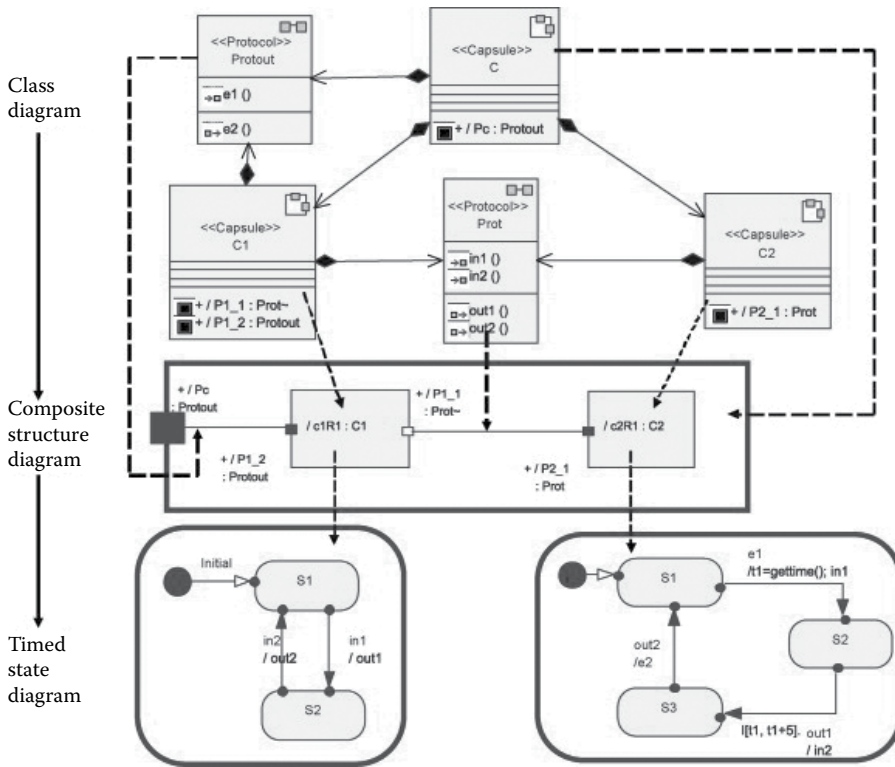 Class
diagram
Composite
structure
diagram
Timed
state
diagram
<<Protocol>>
Protout
e1 ()
e2 ()
<<Capsule>>
C
+ / Pc : Protout
<<Capsule>>
C1
+ / P1_1 : Prot~
+ / P1_2 : Protout
<<Protocol>>
Prot
in1 ()
in2 ()
out1 ()
out2 ()
<<Capsule>>
C2
+ / P2_1 : Prot
+ / Pc
: Protout
/ c1R1 : C1
+ / P1_1
: Prot~
/ c2R1 : C2
+ / P1_2
: Protout
+ / P2_1
: Prot
Initial
S1
in2
/ out2
in1
/ out1
S2
S1
e1
/t1=gettime(); in1
S2
out2
/e2
S3
I[t1, t1+5]. out1
/ in2